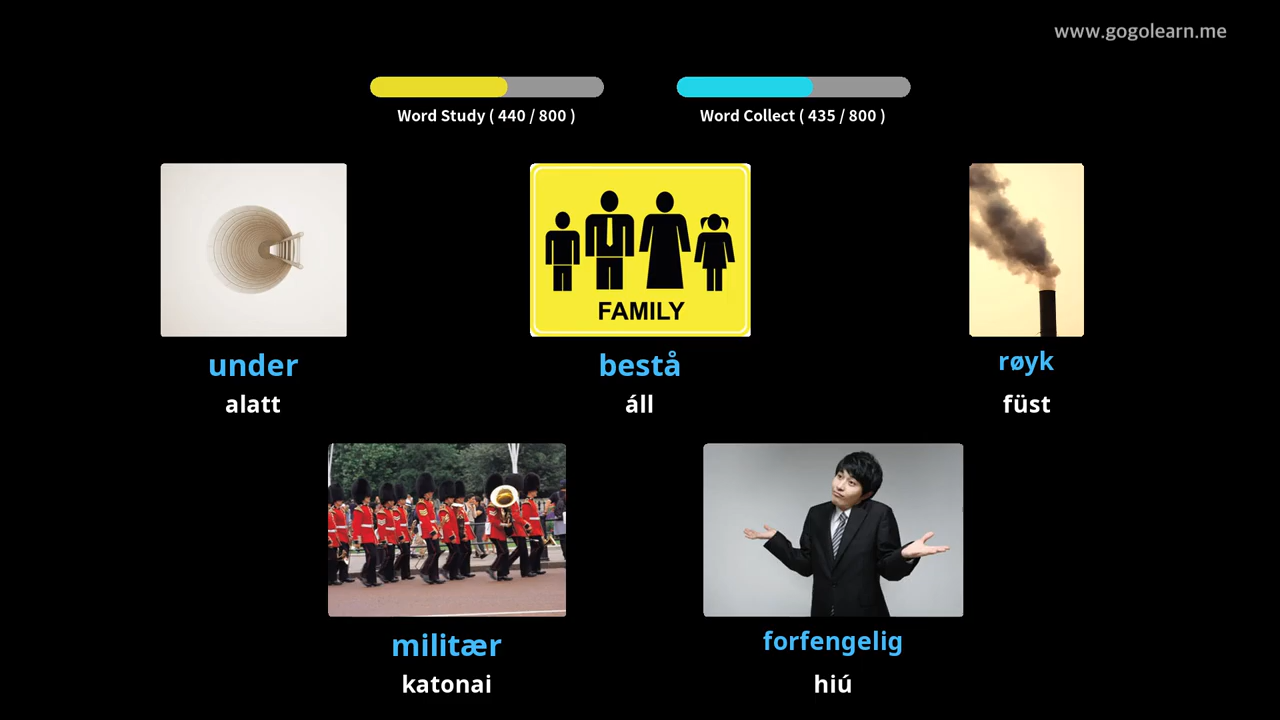 www.gogolearn.me
Word Study ( 440 / 800 )
Word Collect ( 435 / 800 )
FAMILY
under
alatt
bestå
áll
røyk
füst
militær
katonai
forfengelig
hiú